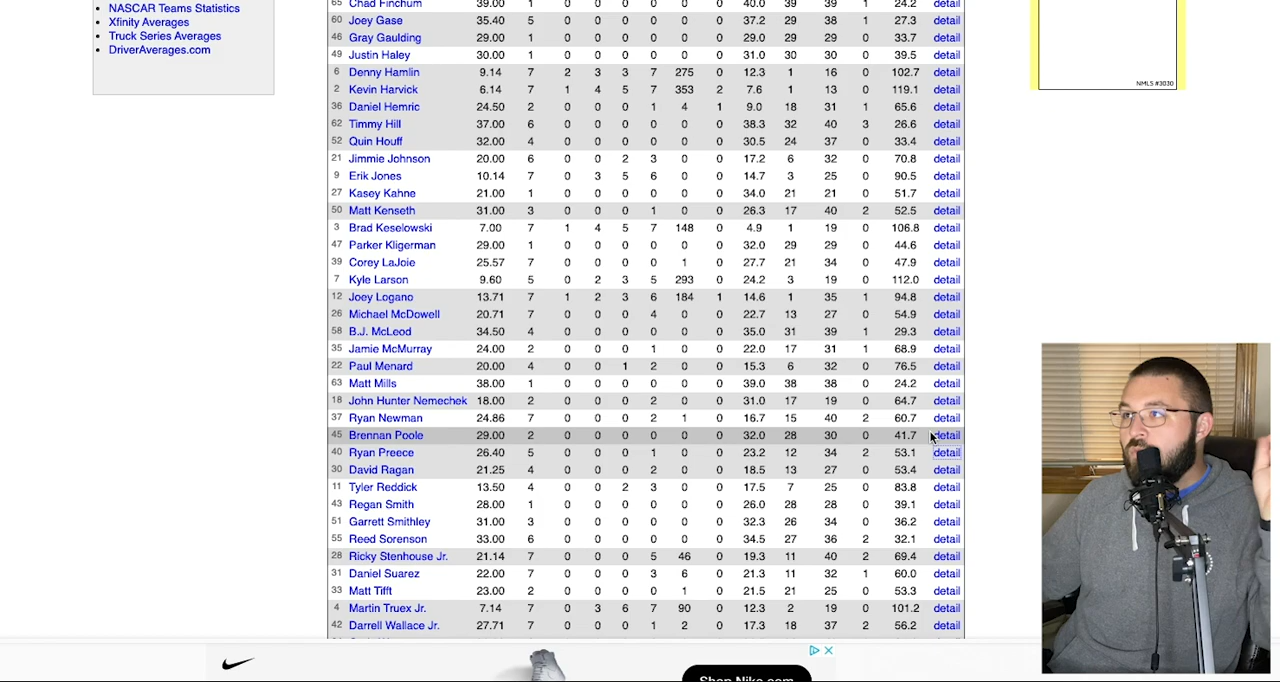 NASCAR Teams Statistics
Xfinity Averages
Truck Series Averages
DriverAverages.com
65 Chad Finchum 39.00 1 0 0 0 0 0 0 40.0 39 39 1 24.2 detail
60 Joey Gase 35.40 5 0 0 0 0 0 0 37.2 29 38 1 27.3 detail
46 Gray Gaulding 29.00 1 0 0 0 0 0 0 29.0 29 29 0 33.7 detail
49 Justin Haley 30.00 1 0 0 0 0 0 0 31.0 30 30 0 39.5 detail
6 Denny Hamlin 9.14 7 2 3 3 7 275 0 12.3 1 16 0 102.7 detail
2 Kevin Harvick 6.14 7 1 4 5 7 353 2 7.6 1 13 0 119.1 detail
36 Daniel Hemric 24.50 2 0 0 0 1 4 1 9.0 18 31 1 65.6 detail
62 Timmy Hill 37.00 6 0 0 0 0 0 0 38.3 32 40 3 26.6 detail
52 Quin Houff 32.00 4 0 0 0 0 0 0 30.5 24 37 0 33.4 detail
21 Jimmie Johnson 20.00 6 0 0 2 3 0 0 17.2 6 32 0 70.8 detail
9 Erik Jones 10.14 7 0 3 5 6 0 0 14.7 3 25 0 90.5 detail
27 Kasey Kahne 21.00 1 0 0 0 0 0 0 34.0 21 21 0 51.7 detail
50 Matt Kenseth 31.00 3 0 0 0 1 0 0 26.3 17 40 2 52.5 detail
3 Brad Keselowski 7.00 7 1 4 5 7 148 0 4.9 1 19 0 106.8 detail
47 Parker Kligerman 29.00 1 0 0 0 0 0 0 32.0 29 29 0 44.6 detail
39 Corey LaJoie 25.57 7 0 0 0 0 1 0 27.7 21 34 0 47.9 detail
7 Kyle Larson 9.60 5 0 2 3 5 293 0 24.2 3 19 0 112.0 detail
12 Joey Logano 13.71 7 1 2 3 6 184 1 14.6 1 35 1 94.8 detail
26 Michael McDowell 20.71 7 0 0 0 4 0 0 22.7 13 27 0 54.9 detail
58 B.J. McLeod 34.50 4 0 0 0 0 0 0 35.0 31 39 1 29.3 detail
35 Jamie McMurray 24.00 2 0 0 0 1 0 0 22.0 17 31 1 68.9 detail
22 Paul Menard 20.00 4 0 0 1 2 0 0 15.3 6 32 0 76.5 detail
63 Matt Mills 38.00 1 0 0 0 0 0 0 39.0 38 38 0 24.2 detail
18 John Hunter Nemechek 18.00 2 0 0 0 2 0 0 31.0 17 19 0 64.7 detail
37 Ryan Newman 24.86 7 0 0 0 2 1 0 16.7 15 40 2 60.7 detail
45 Brennan Poole 29.00 2 0 0 0 0 0 0 32.0 28 30 0 41.7 detail
40 Ryan Preece 26.40 5 0 0 0 1 0 0 23.2 12 34 2 53.1 detail
30 David Ragan 21.25 4 0 0 0 2 0 0 18.5 13 27 0 53.4 detail
11 Tyler Reddick 13.50 4 0 0 2 3 0 0 17.5 7 25 0 83.8 detail
43 Regan Smith 28.00 1 0 0 0 0 0 0 26.0 28 28 0 39.1 detail
51 Garrett Smithley 31.00 3 0 0 0 0 0 0 32.3 26 34 0 36.2 detail
55 Reed Sorenson 33.00 6 0 0 0 0 0 0 34.5 27 36 2 32.1 detail
28 Ricky Stenhouse Jr. 21.14 7 0 0 0 5 46 0 19.3 11 40 2 69.4 detail
31 Daniel Suarez 22.00 7 0 0 0 3 6 0 21.3 11 32 1 60.0 detail
33 Matt Tifft 23.00 2 0 0 0 0 1 0 21.5 21 25 0 53.3 detail
4 Martin Truex Jr. 7.14 7 0 3 6 7 90 0 12.3 2 19 0 101.2 detail
42 Darrell Wallace Jr. 27.71 7 0 0 0 1 2 0 17.3 18 37 2 56.2 detail
NMLS #3030
Shop Nike.com